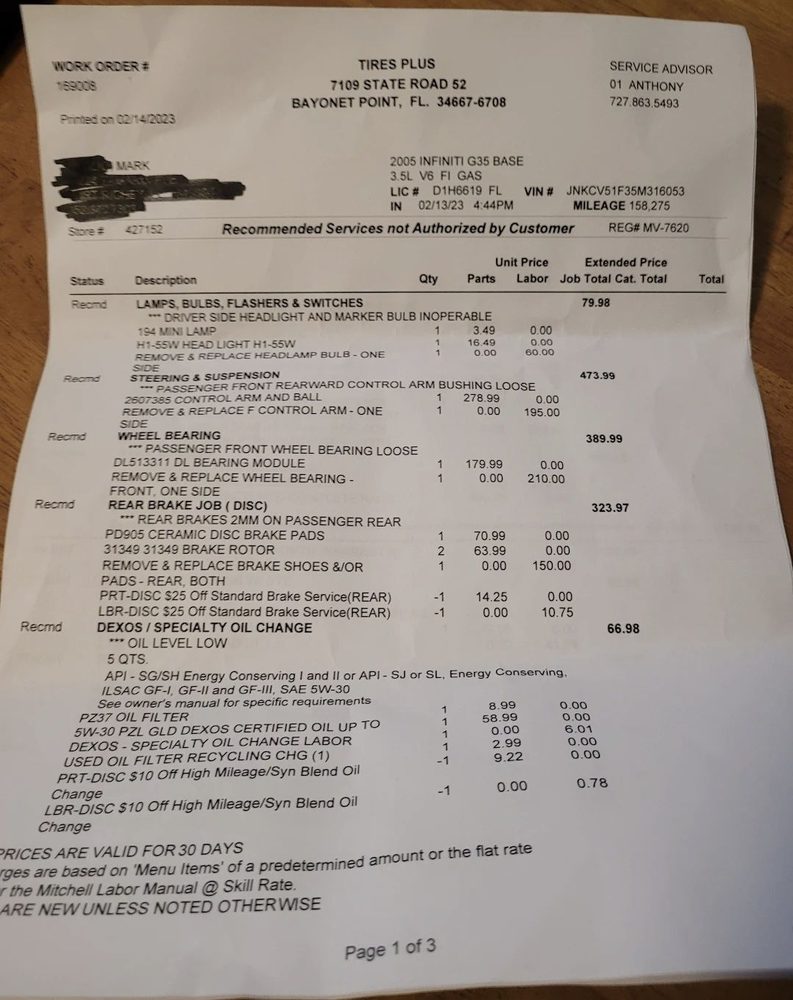 WORK ORDER # TIRES PLUS SERVICE ADVISOR
169008 7109 STATE ROAD 52 01 ANTHONY
BAYONET POINT, FL. 34667-6708 727.863.5493
Printed on 02/14/2023
MARK 2005 INFINITI G35 BASE
3.5L V6 FI GAS
LIC # D1H6619 FL VIN # JNKCV51F35M316053
IN 02/13/23 4:44PM MILEAGE 158,275
Store # 427152 Recommended Services not Authorized by Customer REG# MV-7620
Unit Price Extended Price
Status Description Qty Parts Labor Job Total Cat. Total Total
Recmd LAMPS, BULBS, FLASHERS & SWITCHES 79.98
*** DRIVER SIDE HEADLIGHT AND MARKER BULB INOPERABLE
194 MINI LAMP 1 3.49 0.00
H1-55W HEAD LIGHT H1-55W 1 16.49 0.00
REMOVE & REPLACE HEADLAMP BULB - ONE 1 0.00 60.00
SIDE
Recmd STEERING & SUSPENSION 473.99
*** PASSENGER FRONT REARWARD CONTROL ARM BUSHING LOOSE
2607385 CONTROL ARM AND BALL 1 278.99 0.00
REMOVE & REPLACE F CONTROL ARM - ONE 1 0.00 195.00
SIDE
Recmd WHEEL BEARING 389.99
*** PASSENGER FRONT WHEEL BEARING LOOSE
DL513311 DL BEARING MODULE 1 179.99 0.00
REMOVE & REPLACE WHEEL BEARING - 1 0.00 210.00
FRONT, ONE SIDE
Recmd REAR BRAKE JOB ( DISC) 323.97
*** REAR BRAKES 2MM ON PASSENGER REAR
PD905 CERAMIC DISC BRAKE PADS 1 70.99 0.00
31349 31349 BRAKE ROTOR 2 63.99 0.00
REMOVE & REPLACE BRAKE SHOES &/OR 1 0.00 150.00
PADS - REAR, BOTH
PRT-DISC $25 Off Standard Brake Service(REAR) -1 14.25 0.00
LBR-DISC $25 Off Standard Brake Service(REAR) -1 0.00 10.75
Recmd DEXOS / SPECIALTY OIL CHANGE 66.98
*** OIL LEVEL LOW
5 QTS.
API - SG/SH Energy Conserving I and II or API - SJ or SL, Energy Conserving,
ILSAC GF-I, GF-II and GF-III, SAE 5W-30
See owner's manual for specific requirements
PZ37 OIL FILTER 1 8.99 0.00
5W-30 PZL GLD DEXOS CERTIFIED OIL UP TO 1 58.99 0.00
DEXOS - SPECIALTY OIL CHANGE LABOR 1 0.00 6.01
USED OIL FILTER RECYCLING CHG (1) 1 2.99 0.00
PRT-DISC $10 Off High Mileage/Syn Blend Oil -1 9.22 0.00
Change
LBR-DISC $10 Off High Mileage/Syn Blend Oil -1 0.00 0.78
Change
PRICES ARE VALID FOR 30 DAYS
rges are based on 'Menu Items' of a predetermined amount or the flat rate
r the Mitchell Labor Manual @ Skill Rate.
ARE NEW UNLESS NOTED OTHERWISE
Page 1 of 3